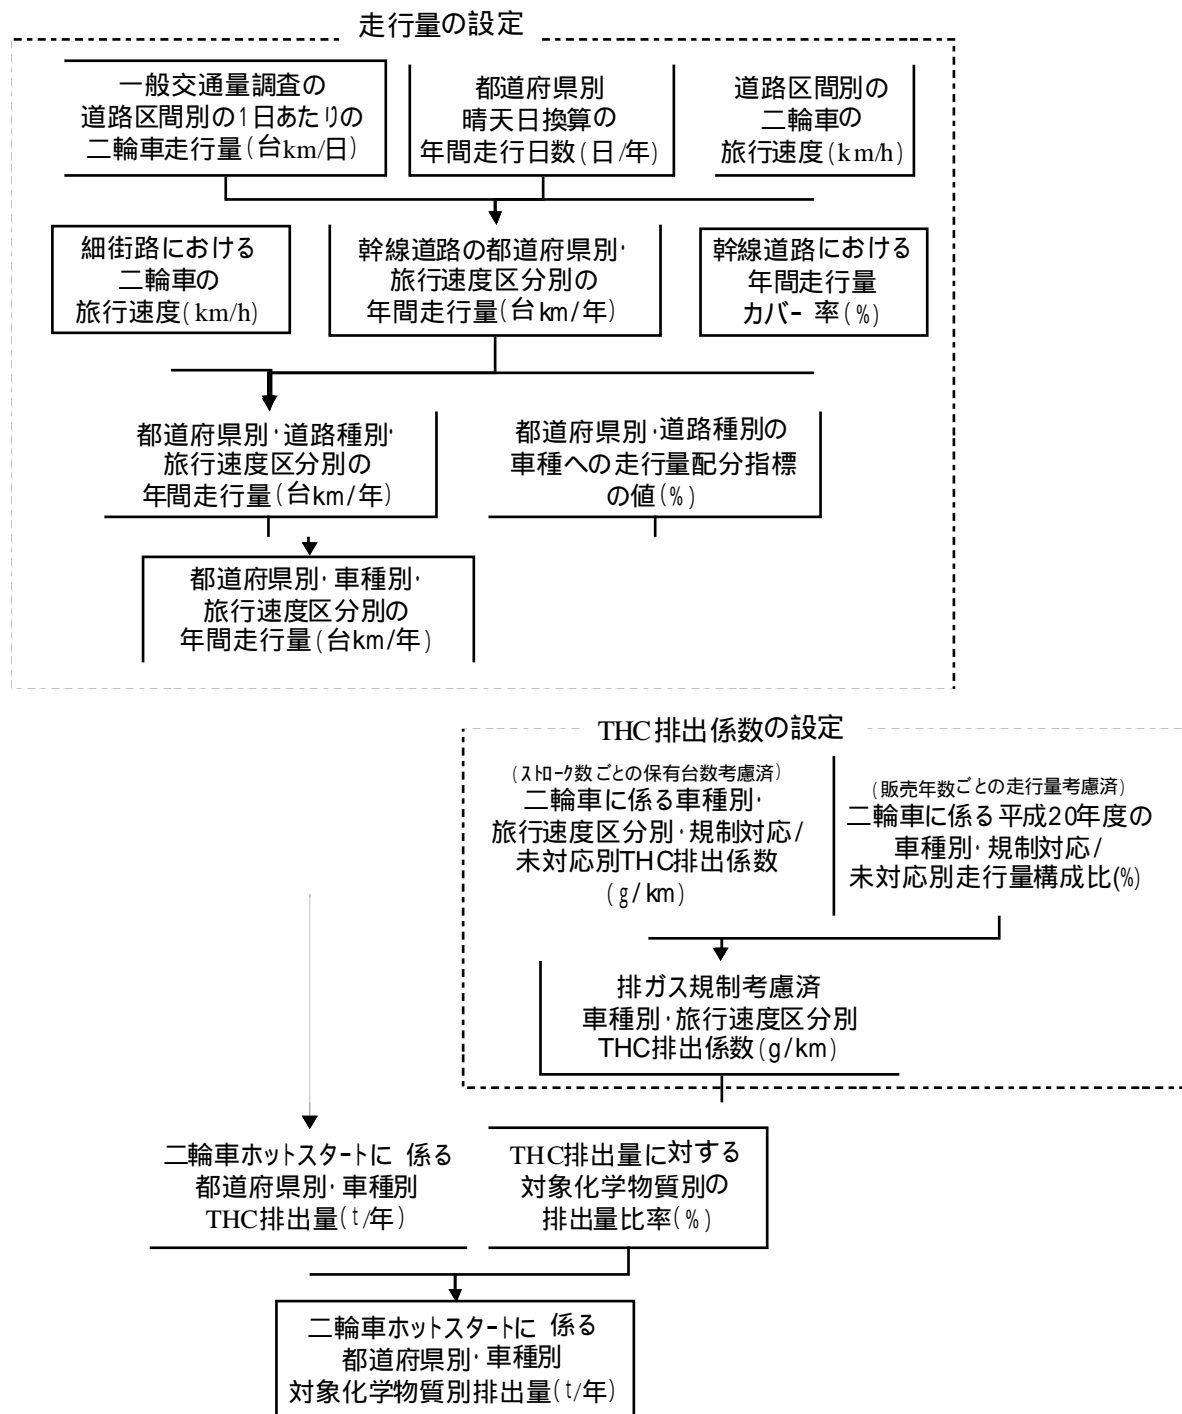 走行量の設定
一般交通量調査の
道路区間別の1日あたりの
二輪車走行量(台km/日)
都道府県別
晴天日換算の
年間走行日数(日/年)
道路区間別の
二輪車の
旅行速度(km/h)
細街路における
二輪車の
旅行速度(km/h)
幹線道路の都道府県別・
旅行速度区分別の
年間走行量(台km/年)
幹線道路における
年間走行量
カバー率(%)
都道府県別・道路種別・
旅行速度区分別の
年間走行量(台km/年)
都道府県別・道路種別の
車種への走行量配分指標
の値(%)
都道府県別・車種別・
旅行速度区分別の
年間走行量(台km/年)
THC排出係数の設定
(ストローク数ごとの保有台数考慮済)
二輪車に係る車種別・
旅行速度区分別・規制対応/
未対応別THC排出係数
(g/km)
(販売年数ごとの走行量考慮済)
二輪車に係る平成20年度の
車種別・規制対応/
未対応別走行量構成比(%)
排ガス規制考慮済
車種別・旅行速度区分別
THC排出係数(g/km)
二輪車ホットスタートに係る
都道府県別・車種別
THC排出量(t/年)
THC排出量に対する
対象化学物質別の
排出量比率(%)
二輪車ホットスタートに係る
都道府県別・車種別
対象化学物質別排出量(t/年)